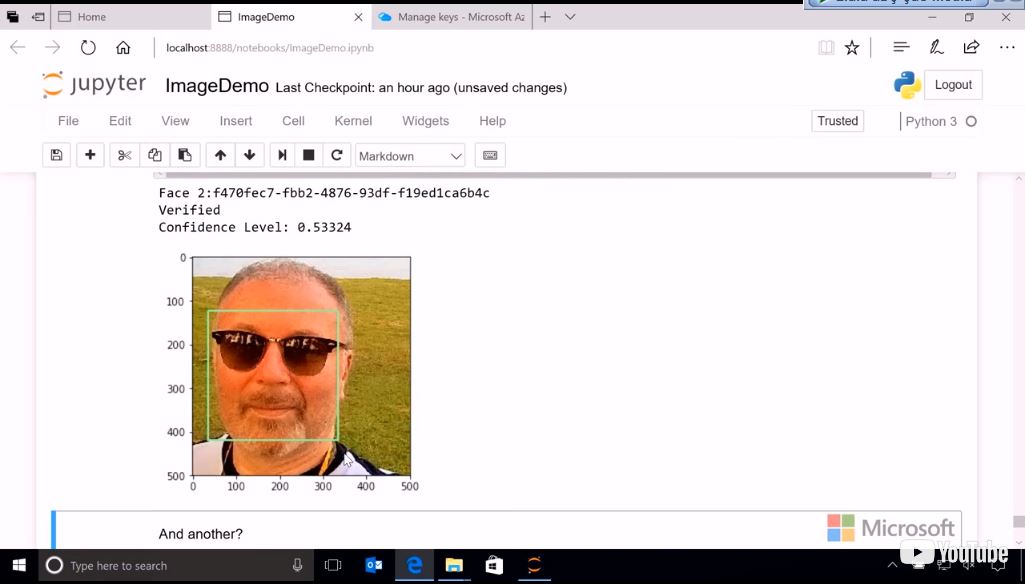 Home
ImageDemo
Manage keys - Microsoft Az
localhost:8888/notebooks/ImageDemo.ipynb
jupyter ImageDemo Last Checkpoint: an hour ago (unsaved changes)
Logout
File Edit View Insert Cell Kernel Widgets Help
Trusted
Python 3
Markdown
Face 2:f470fec7-fbb2-4876-93df-f19ed1ca6b4c
Verified
Confidence Level: 0.53324
0
100
200
300
400
500
0 100 200 300 400 500
And another?
Microsoft
YouTube
Type here to search